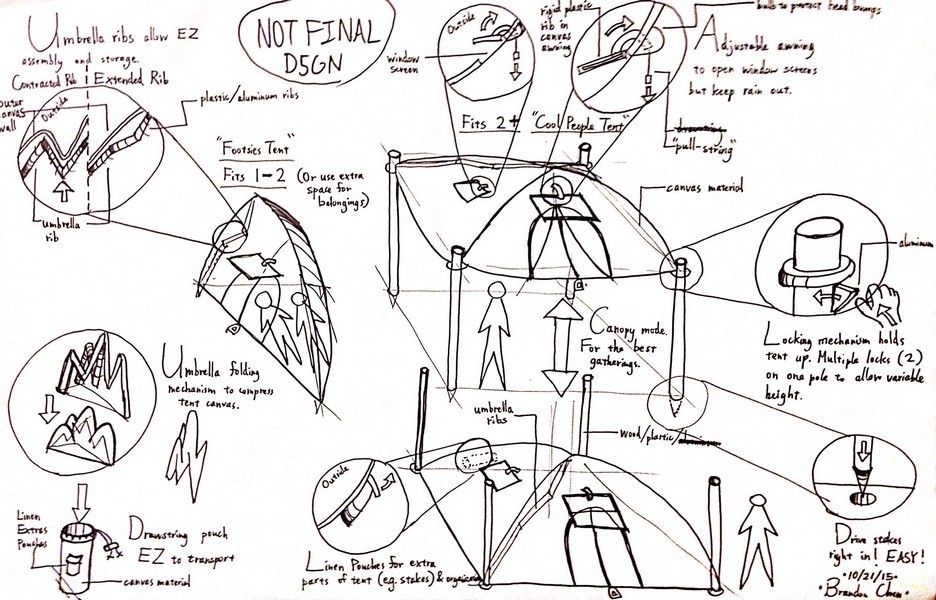 Umbrella ribs allow EZ
assembly and storage.
Contracted Rib | Extended Rib
outer
canvas
wall
Outside
plastic/aluminum ribs
umbrella
rib
NOT FINAL
D5GN
"Footsies Tent"
Fits 1-2 (Or use extra
space for
belongings)
Outside
window
screen
rigid plastic
rib in
canvas
awning
bulb to protect head bumps
Adjustable awning
to open window screens
but keep rain out.
"pull-string"
Fits 2+ "Cool People Tent"
canvas material
aluminum
Locking mechanism holds
tent up. Multiple locks (2)
on one pole to allow variable
height.
Canopy mode.
For the best
gatherings.
Umbrella folding
mechanism to compress
tent canvas.
umbrella
ribs
wood/plastic/
Outside
Linen Pouches for extra
parts of tent (eg. stakes) & organizing
Linen
Extras
Pouches
Drawstring pouch
EZ to transport
canvas material
Drive stakes
right in! EASY!
·10/21/15·
·Brandon Chen·